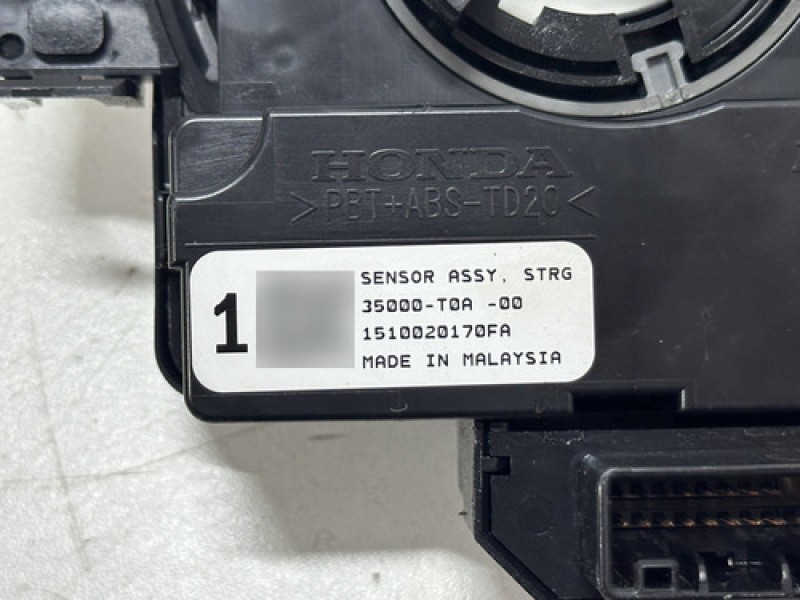 HONDA
>PBT+ABS-TD20<
1
SENSOR ASSY, STRG
35000-T0A -00
1510020170FA
MADE IN MALAYSIA